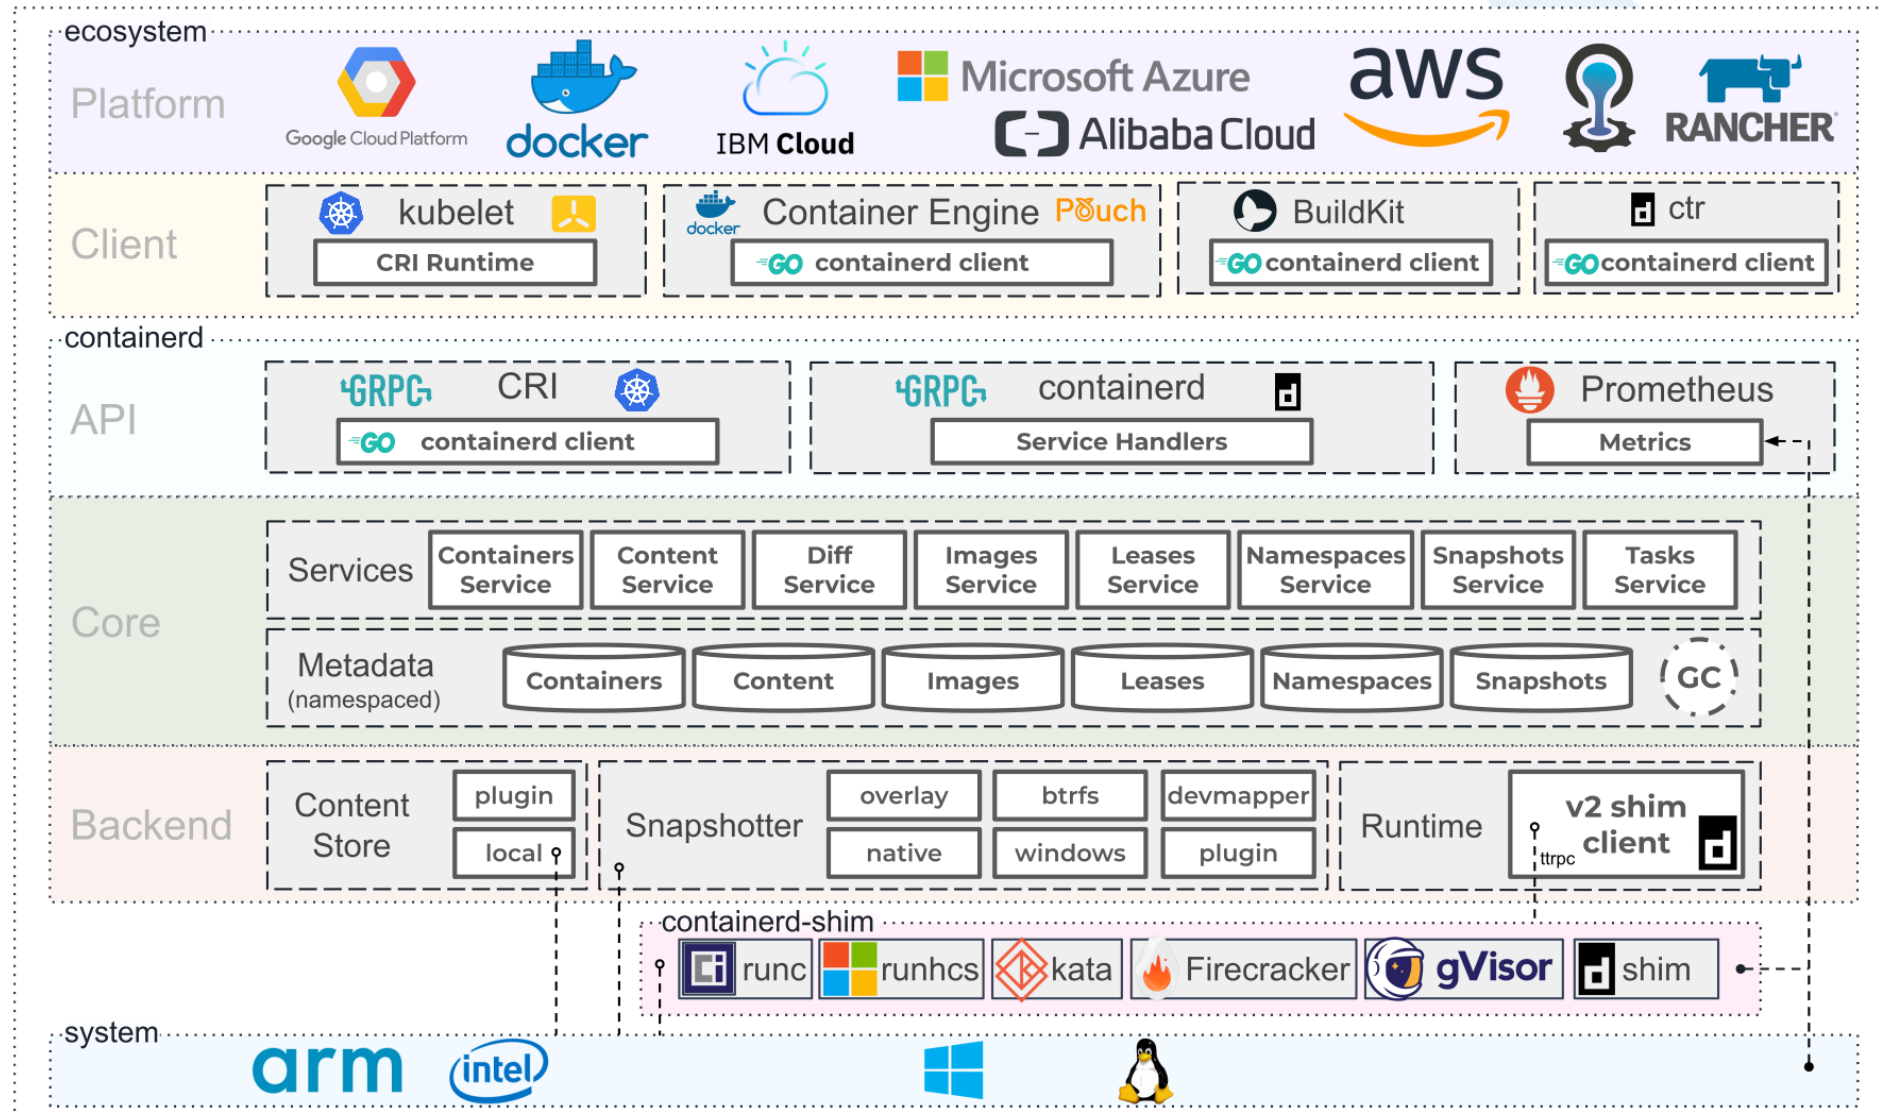 ecosystem
Platform
Google Cloud Platform
docker
IBM Cloud
Microsoft Azure
Alibaba Cloud
aws
RANCHER
Client
kubelet
CRI Runtime
docker
Container Engine
Pouch
GO containerd client
BuildKit
GO containerd client
ctr
GO containerd client
containerd
API
GRPC CRI
GO containerd client
GRPC containerd
Service Handlers
Prometheus
Metrics
Core
Services
Containers
Service
Content
Service
Diff
Service
Images
Service
Leases
Service
Namespaces
Service
Snapshots
Service
Tasks
Service
Metadata
(namespaced)
Containers
Content
Images
Leases
Namespaces
Snapshots
GC
Backend
Content
Store
plugin
local
Snapshotter
overlay
btrfs
devmapper
native
windows
plugin
Runtime
v2 shim
client
ttrpc
containerd-shim
runc
runhcs
kata
Firecracker
gVisor
shim
system
arm
intel